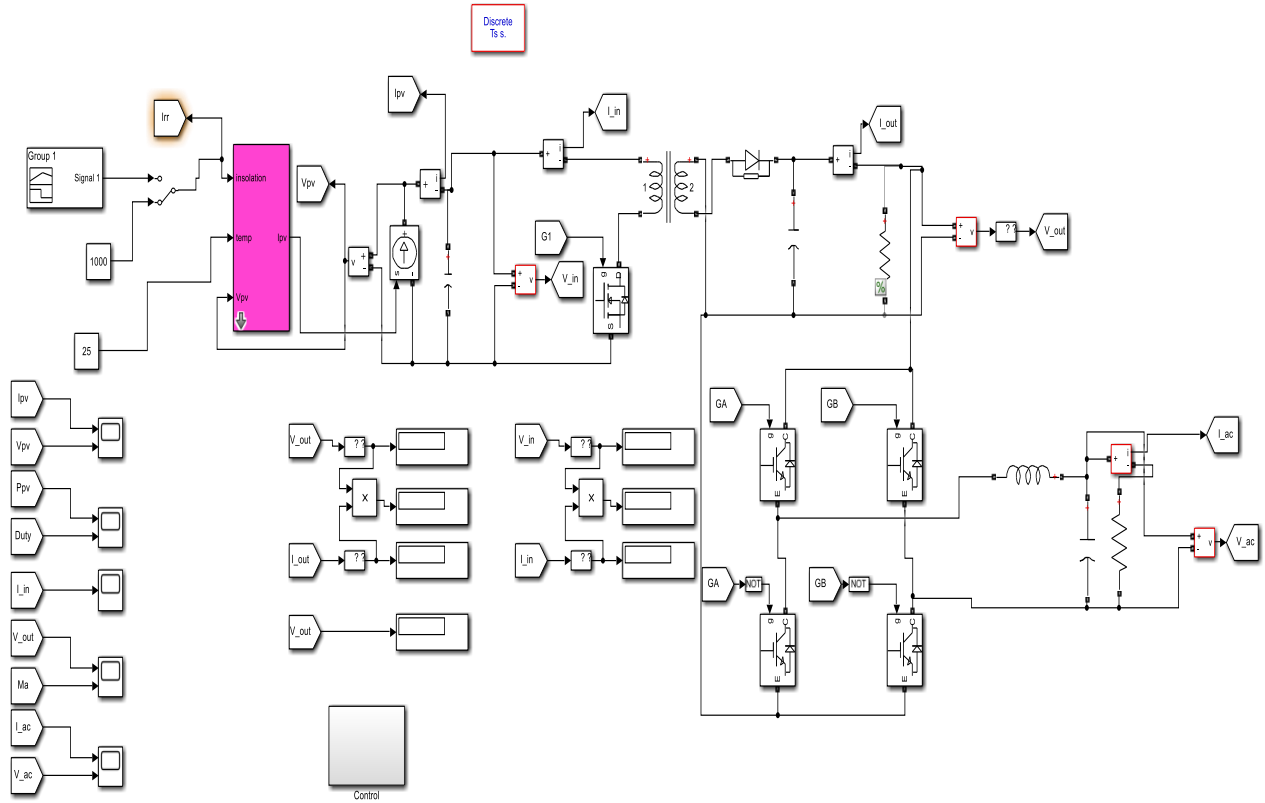 Discrete
Ts s.
Ipv
Irr
I_in
I_out
Group 1
Signal 1
insolation
Vpv
+
i
-
+
i
-
+
i
-
1
2
G1
1000
temp
Ipv
v
+
-
s
+
-
+
-
v
V_in
g
D
S
+
-
v
? ?
V_out
%
Vpv
25
Ipv
Vpv
Ppv
Duty
I_in
V_out
Ma
I_ac
V_ac
V_out
? ?
x
I_out
? ?
V_out
V_in
? ?
x
I_in
? ?
GA
GB
g
C
E
g
C
E
I_ac
+
i
-
+
-
v
V_ac
GA
NOT
GB
NOT
g
C
E
g
C
E
Control